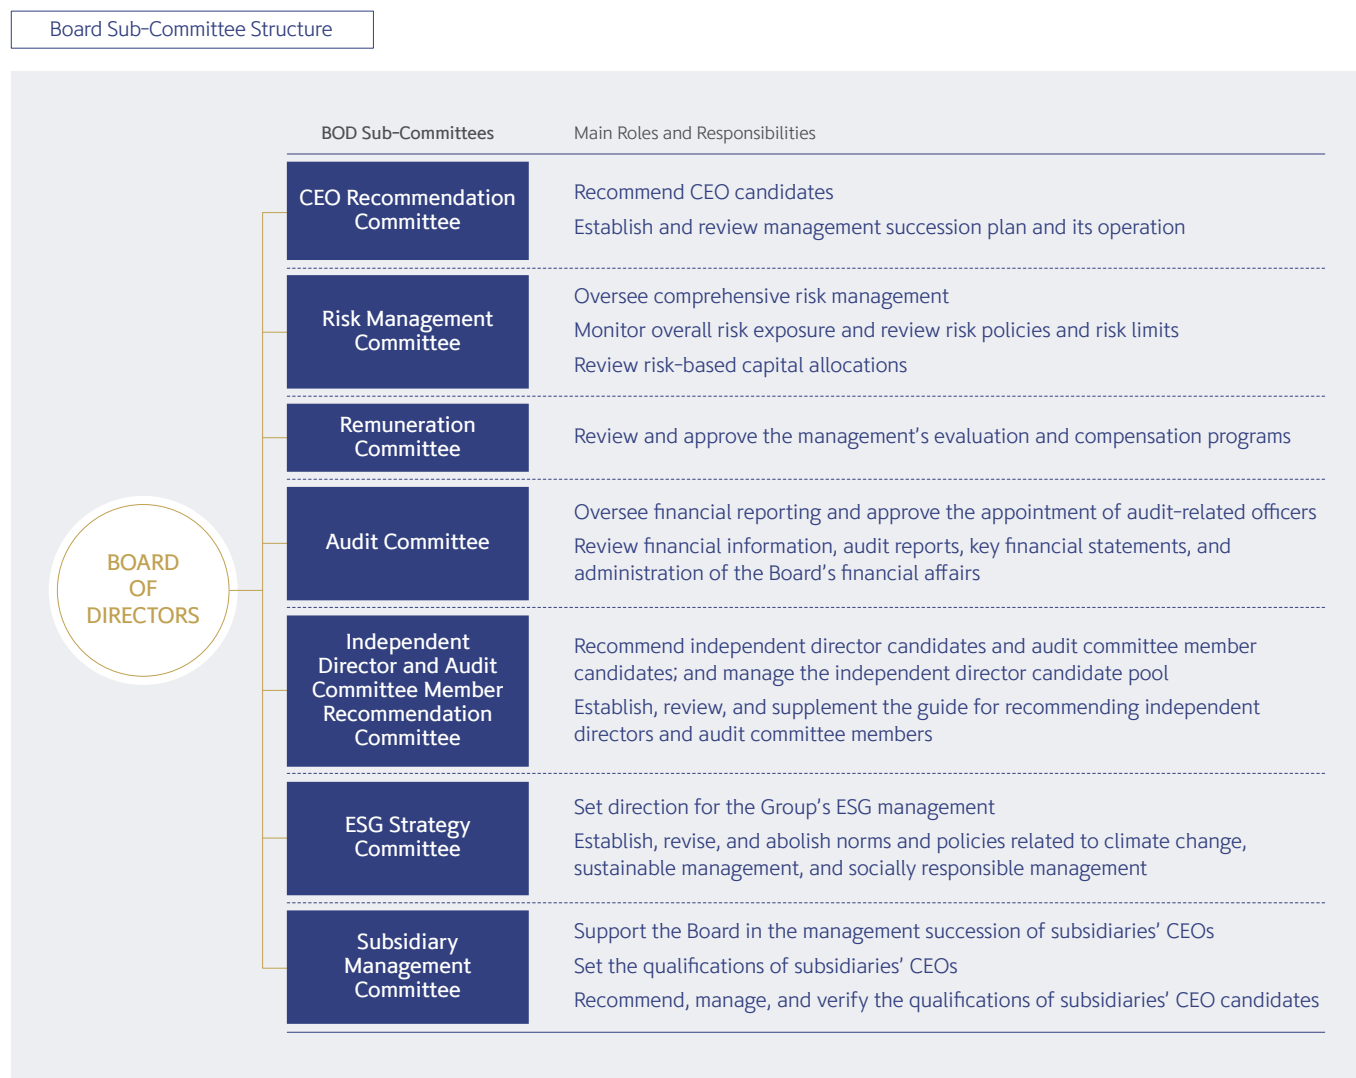 Board Sub-Committee Structure
BOD Sub-Committees
Main Roles and Responsibilities
BOARD
OF
DIRECTORS
CEO Recommendation
Committee
Recommend CEO candidates
Establish and review management succession plan and its operation
Risk Management
Committee
Oversee comprehensive risk management
Monitor overall risk exposure and review risk policies and risk limits
Review risk-based capital allocations
Remuneration
Committee
Review and approve the management's evaluation and compensation programs
Audit Committee
Oversee financial reporting and approve the appointment of audit-related officers
Review financial information, audit reports, key financial statements, and
administration of the Board's financial affairs
Independent
Director and Audit
Committee Member
Recommendation
Committee
Recommend independent director candidates and audit committee member
candidates; and manage the independent director candidate pool
Establish, review, and supplement the guide for recommending independent
directors and audit committee members
ESG Strategy
Committee
Set direction for the Group's ESG management
Establish, revise, and abolish norms and policies related to climate change,
sustainable management, and socially responsible management
Subsidiary
Management
Committee
Support the Board in the management succession of subsidiaries' CEOs
Set the qualifications of subsidiaries' CEOs
Recommend, manage, and verify the qualifications of subsidiaries' CEO candidates